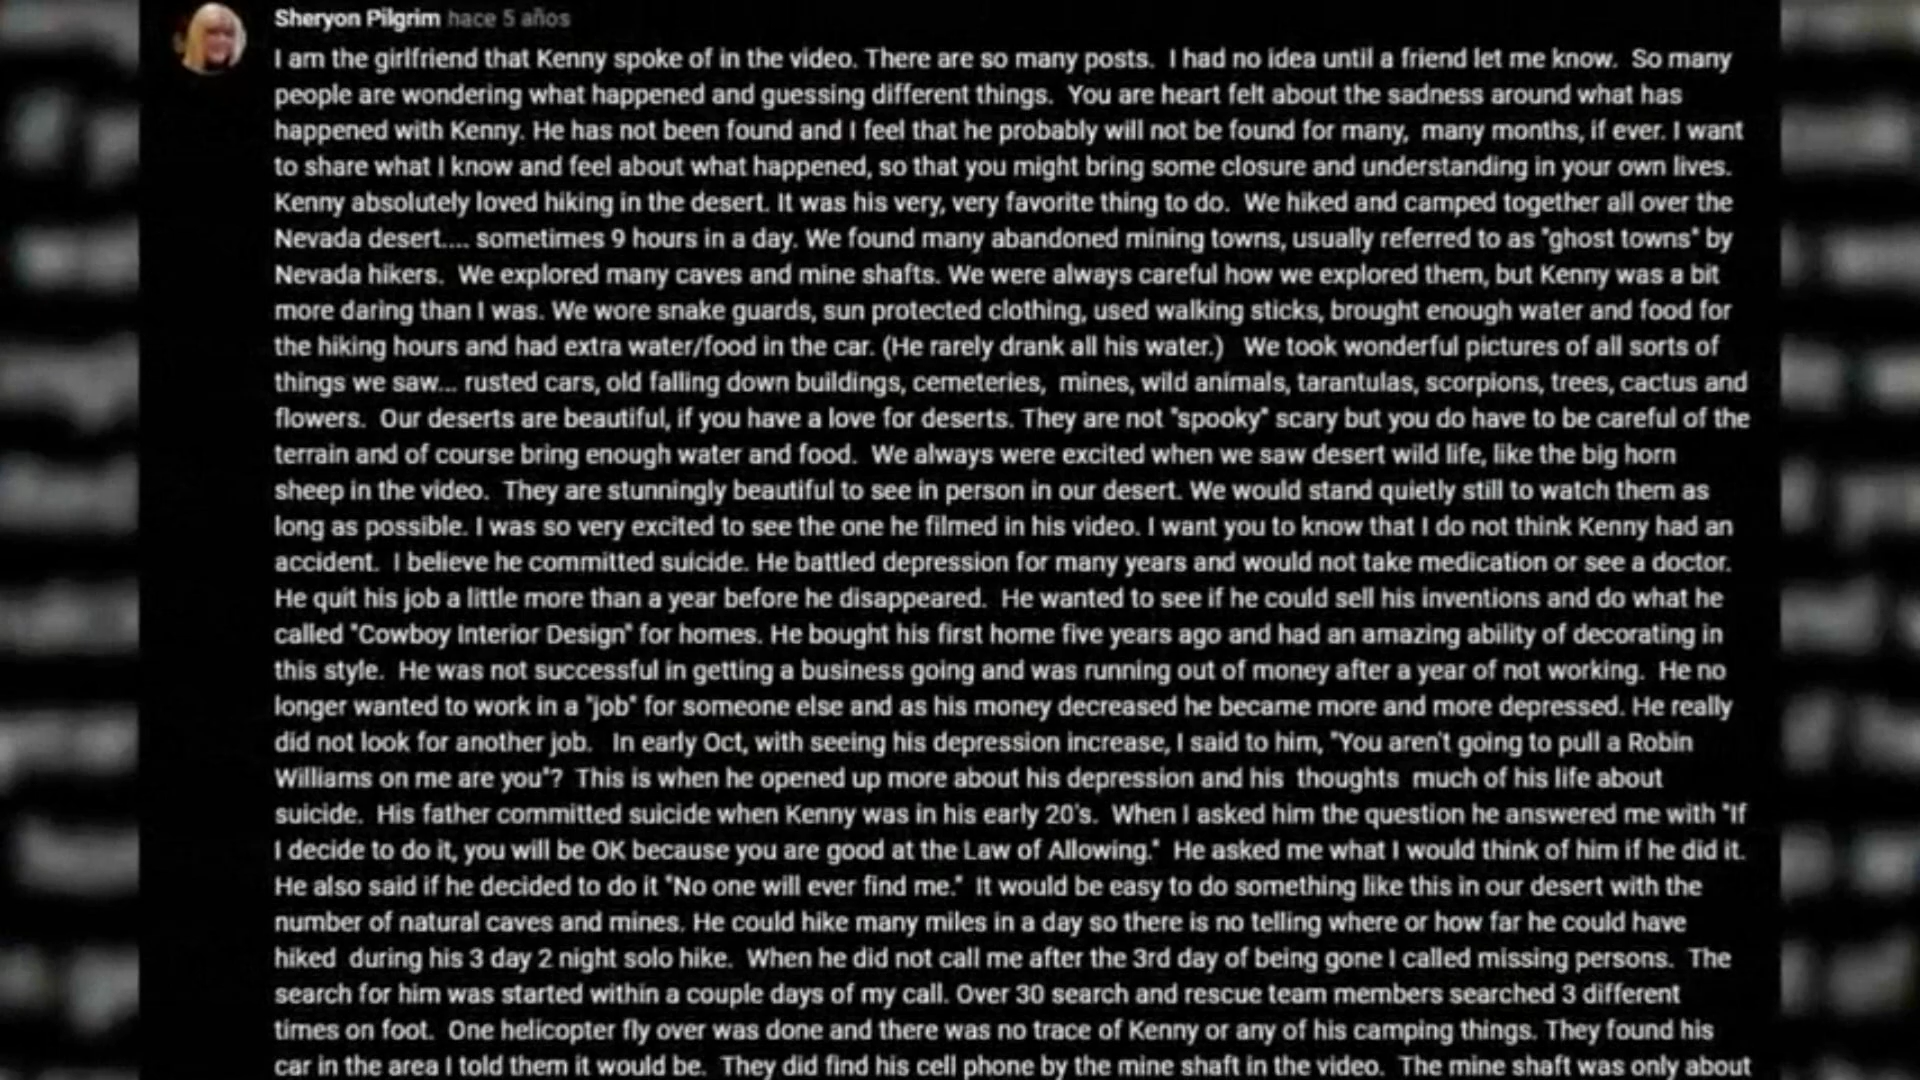 Sheryon Pilgrim hace 5 años
I am the girlfriend that Kenny spoke of in the video. There are so many posts.  I had no idea until a friend let me know.  So many
people are wondering what happened and guessing different things.  You are heart felt about the sadness around what has
happened with Kenny. He has not been found and I feel that he probably will not be found for many,  many months, if ever. I want
to share what I know and feel about what happened, so that you might bring some closure and understanding in your own lives.
Kenny absolutely loved hiking in the desert. It was his very, very favorite thing to do.  We hiked and camped together all over the
Nevada desert.... sometimes 9 hours in a day. We found many abandoned mining towns, usually referred to as "ghost towns" by
Nevada hikers.  We explored many caves and mine shafts. We were always careful how we explored them, but Kenny was a bit
more daring than I was. We wore snake guards, sun protected clothing, used walking sticks, brought enough water and food for
the hiking hours and had extra water/food in the car. (He rarely drank all his water.)   We took wonderful pictures of all sorts of
things we saw... rusted cars, old falling down buildings, cemeteries,  mines, wild animals, tarantulas, scorpions, trees, cactus and
flowers.  Our deserts are beautiful, if you have a love for deserts. They are not "spooky" scary but you do have to be careful of the
terrain and of course bring enough water and food.  We always were excited when we saw desert wild life, like the big horn
sheep in the video.  They are stunningly beautiful to see in person in our desert. We would stand quietly still to watch them as
long as possible. I was so very excited to see the one he filmed in his video. I want you to know that I do not think Kenny had an
accident.  I believe he committed suicide. He battled depression for many years and would not take medication or see a doctor.
He quit his job a little more than a year before he disappeared.  He wanted to see if he could sell his inventions and do what he
called "Cowboy Interior Design" for homes. He bought his first home five years ago and had an amazing ability of decorating in
this style.  He was not successful in getting a business going and was running out of money after a year of not working.  He no
longer wanted to work in a "job" for someone else and as his money decreased he became more and more depressed. He really
did not look for another job.   In early Oct, with seeing his depression increase, I said to him, "You aren't going to pull a Robin
Williams on me are you"?  This is when he opened up more about his depression and his  thoughts  much of his life about
suicide.  His father committed suicide when Kenny was in his early 20's.  When I asked him the question he answered me with "If
I decide to do it, you will be OK because you are good at the Law of Allowing."  He asked me what I would think of him if he did it.
He also said if he decided to do it "No one will ever find me."  It would be easy to do something like this in our desert with the
number of natural caves and mines. He could hike many miles in a day so there is no telling where or how far he could have
hiked  during his 3 day 2 night solo hike.  When he did not call me after the 3rd day of being gone I called missing persons.  The
search for him was started within a couple days of my call. Over 30 search and rescue team members searched 3 different
times on foot.  One helicopter fly over was done and there was no trace of Kenny or any of his camping things. They found his
car in the area I told them it would be.  They did find his cell phone by the mine shaft in the video.  The mine shaft was only about